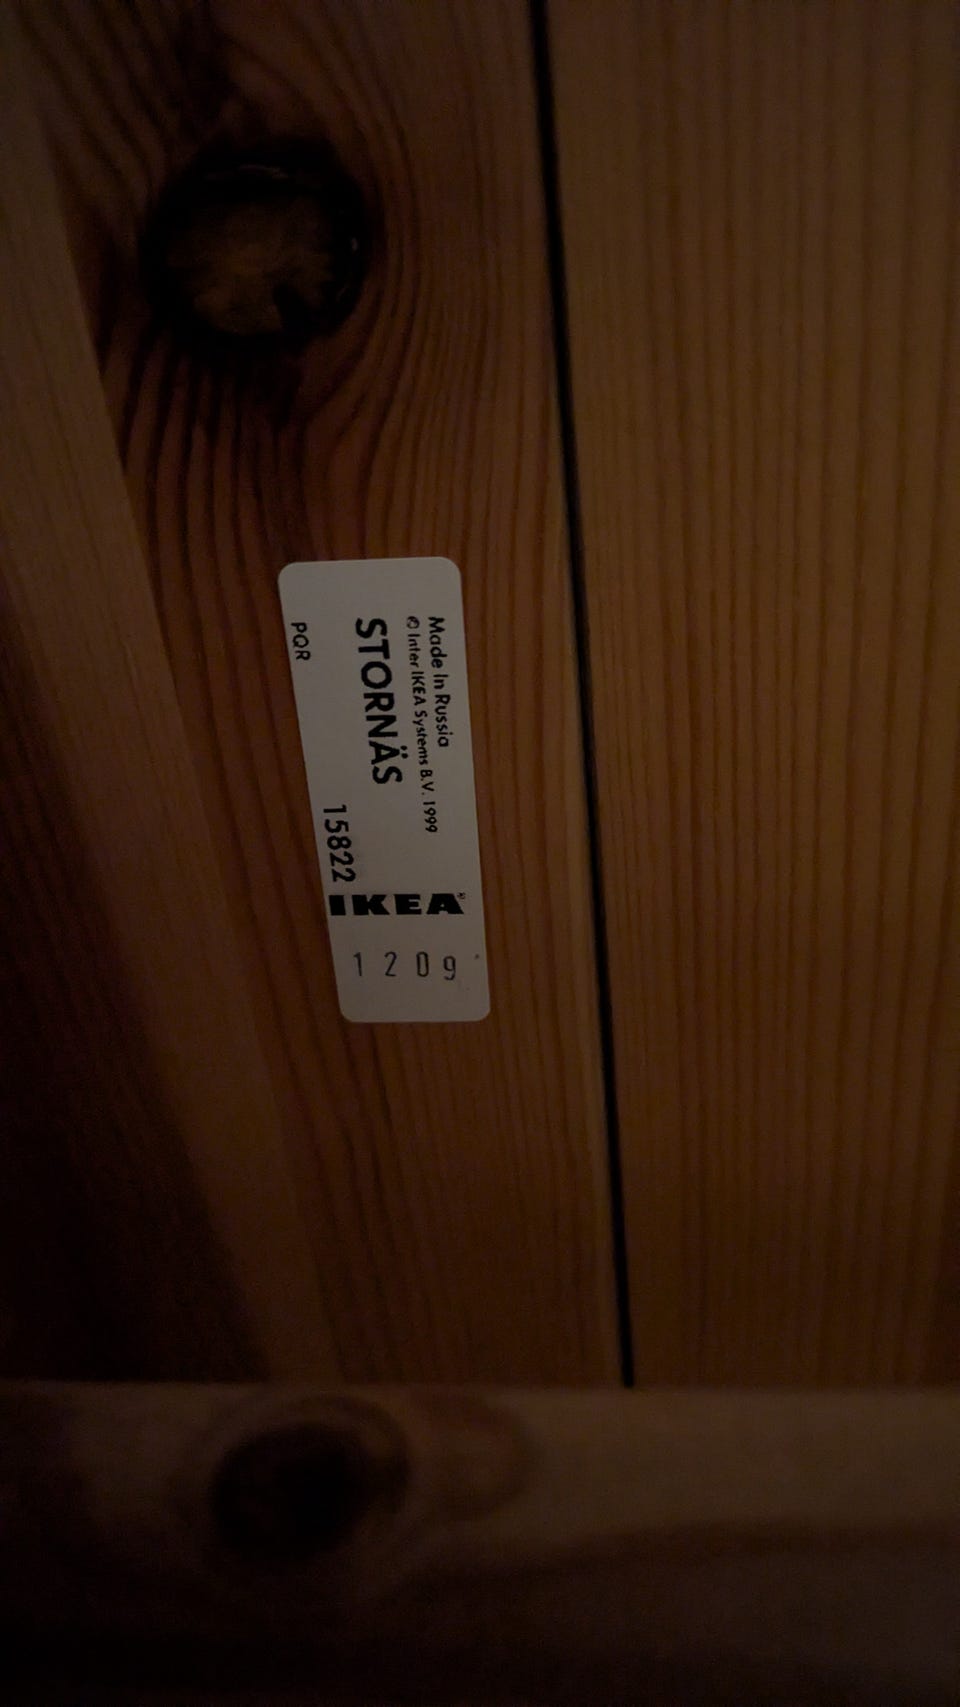 Made In Russia
© Inter IKEA Systems B.V. 1999
STORNÄS
15822
PQR
IKEA®
1209